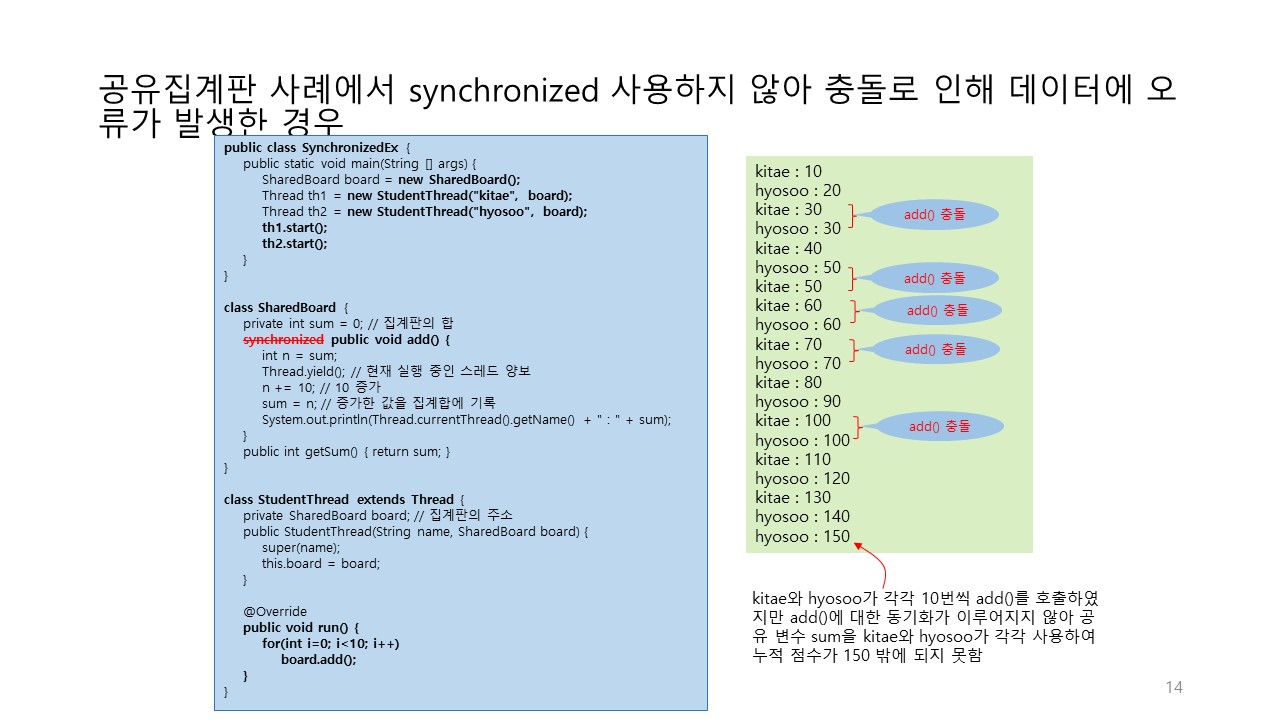 공유집계판 사례에서 synchronized 사용하지 않아 충돌로 인해 데이터에 오
류가 발생한 경우
public class SynchronizedEx {
public static void main(String [] args) {
SharedBoard board = new SharedBoard();
Thread th1 = new StudentThread("kitae", board);
Thread th2 = new StudentThread("hyosoo", board);
th1.start();
th2.start();
}
}
class SharedBoard {
private int sum = 0; // 집계판의 합
synchronized public void add() {
int n = sum;
Thread.yield(); // 현재 실행 중인 스레드 양보
n += 10; // 10 증가
sum = n; // 증가한 값을 집계합에 기록
System.out.println(Thread.currentThread().getName() + " : " + sum);
}
public int getSum() { return sum; }
}
class StudentThread extends Thread {
private SharedBoard board; // 집계판의 주소
public StudentThread(String name, SharedBoard board) {
super(name);
this.board = board;
}
@Override
public void run() {
for(int i=0; i<10; i++)
board.add();
}
}
kitae : 10
hyosoo : 20
kitae : 30
hyosoo : 30
add() 충돌
kitae : 40
hyosoo : 50
kitae : 50
add() 충돌
kitae : 60
hyosoo : 60
add() 충돌
kitae : 70
hyosoo : 70
add() 충돌
kitae : 80
hyosoo : 90
kitae : 100
hyosoo : 100
add() 충돌
kitae : 110
hyosoo : 120
kitae : 130
hyosoo : 140
hyosoo : 150
kitae와 hyosoo가 각각 10번씩 add()를 호출하였
지만 add()에 대한 동기화가 이루어지지 않아 공
유 변수 sum을 kitae와 hyosoo가 각각 사용하여
누적 점수가 150 밖에 되지 못함
14